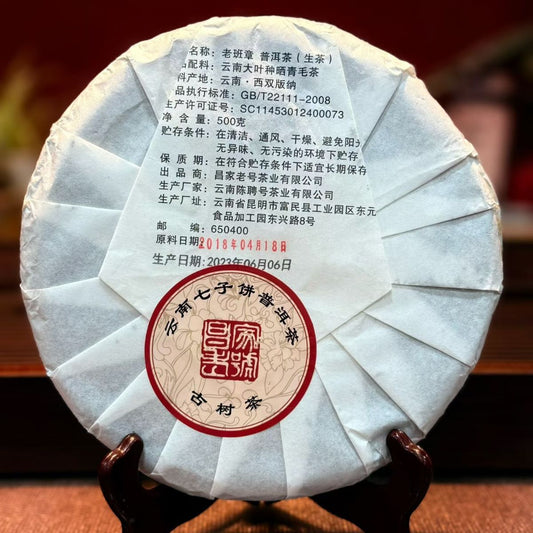 名称：老班章 普洱茶（生茶）
品配料：云南大叶种晒青毛茶
料产地：云南·西双版纳
品执行标准：GB/T22111-2008
生产许可证号：SC11453012400073
净 含 量：500克
贮存条件：在清洁、通风、干燥、避免阳光
无异味、无污染的环境下贮存
保 质 期：在符合贮存条件下适宜长期保存
出 品 商：昌家老号茶业有限公司
生产厂家：云南陈聘号茶业有限公司
生产厂址：云南省昆明市富民县工业园区东元
食品加工园东兴路8号
邮 编：650400
原料日期：2018年04月18日
生产日期：2023年06月06日
云南七子饼普洱茶
昌家老號
古树茶